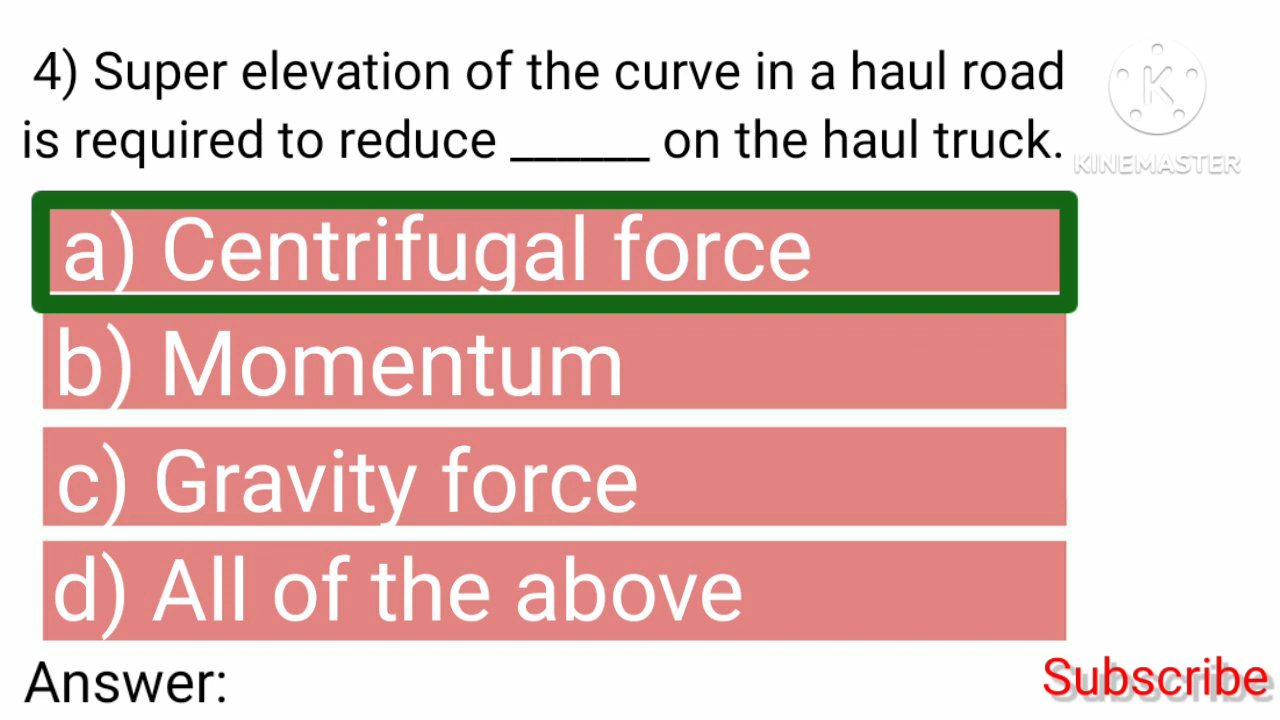 4) Super elevation of the curve in a haul road
is required to reduce ______ on the haul truck.
KINEMASTER
a) Centrifugal force
b) Momentum
c) Gravity force
d) All of the above
Answer:
Subscribe